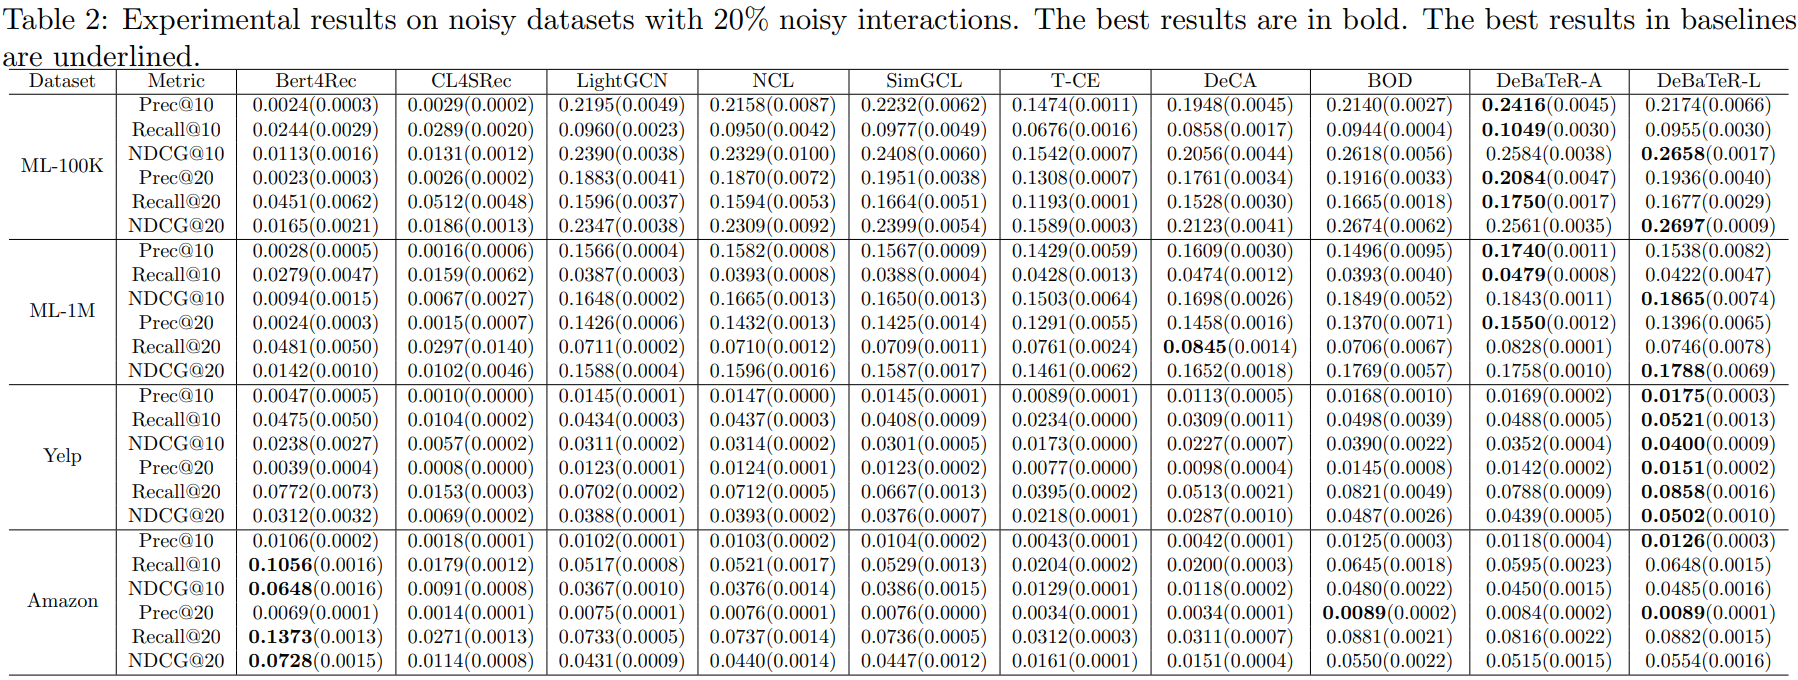 Table 2: Experimental results on noisy datasets with 20% noisy interactions. The best results are in bold. The best results in baselines
are underlined.
Dataset Metric Bert4Rec CL4SRec LightGCN NCL SimGCL T-CE DeCA BOD DeBaTeR-A DeBaTeR-L
Prec@10 0.0024(0.0003) 0.0029(0.0002) 0.2195(0.0049) 0.2158(0.0087) 0.2232(0.0062) 0.1474(0.0011) 0.1948(0.0045) 0.2140(0.0027) 0.2416(0.0045) 0.2174(0.0066)
Recall@10 0.0244(0.0029) 0.0289(0.0020) 0.0960(0.0023) 0.0950(0.0042) 0.0977(0.0049) 0.0676(0.0016) 0.0858(0.0017) 0.0944(0.0004) 0.1049(0.0030) 0.0955(0.0030)
NDCG@10 0.0113(0.0016) 0.0131(0.0012) 0.2390(0.0038) 0.2329(0.0100) 0.2408(0.0060) 0.1542(0.0007) 0.2056(0.0044) 0.2618(0.0056) 0.2584(0.0038) 0.2658(0.0017)
ML-100K
Prec@20 0.0023(0.0003) 0.0026(0.0002) 0.1883(0.0041) 0.1870(0.0072) 0.1951(0.0038) 0.1308(0.0007) 0.1761(0.0034) 0.1916(0.0033) 0.2084(0.0047) 0.1936(0.0040)
Recall@20 0.0451(0.0062) 0.0512(0.0048) 0.1596(0.0037) 0.1594(0.0053) 0.1664(0.0051) 0.1193(0.0001) 0.1528(0.0030) 0.1665(0.0018) 0.1750(0.0017) 0.1677(0.0029)
NDCG@20 0.0165(0.0021) 0.0186(0.0013) 0.2347(0.0038) 0.2309(0.0092) 0.2399(0.0054) 0.1589(0.0003) 0.2123(0.0041) 0.2674(0.0062) 0.2561(0.0035) 0.2697(0.0009)
Prec@10 0.0028(0.0005) 0.0016(0.0006) 0.1566(0.0004) 0.1582(0.0008) 0.1567(0.0009) 0.1429(0.0059) 0.1609(0.0030) 0.1496(0.0095) 0.1740(0.0011) 0.1538(0.0082)
Recall@10 0.0279(0.0047) 0.0159(0.0062) 0.0387(0.0003) 0.0393(0.0008) 0.0388(0.0004) 0.0428(0.0013) 0.0474(0.0012) 0.0393(0.0040) 0.0479(0.0008) 0.0422(0.0047)
NDCG@10 0.0094(0.0015) 0.0067(0.0027) 0.1648(0.0002) 0.1665(0.0013) 0.1650(0.0013) 0.1503(0.0064) 0.1698(0.0026) 0.1849(0.0052) 0.1843(0.0011) 0.1865(0.0074)
ML-1M
Prec@20 0.0024(0.0003) 0.0015(0.0007) 0.1426(0.0006) 0.1432(0.0013) 0.1425(0.0014) 0.1291(0.0055) 0.1458(0.0016) 0.1370(0.0071) 0.1550(0.0012) 0.1396(0.0065)
Recall@20 0.0481(0.0050) 0.0297(0.0140) 0.0711(0.0002) 0.0710(0.0012) 0.0709(0.0011) 0.0761(0.0024) 0.0845(0.0014) 0.0706(0.0067) 0.0828(0.0001) 0.0746(0.0078)
NDCG@20 0.0142(0.0010) 0.0102(0.0046) 0.1588(0.0004) 0.1596(0.0016) 0.1587(0.0017) 0.1461(0.0062) 0.1652(0.0018) 0.1769(0.0057) 0.1758(0.0010) 0.1788(0.0069)
Prec@10 0.0047(0.0005) 0.0010(0.0000) 0.0145(0.0001) 0.0147(0.0000) 0.0145(0.0001) 0.0089(0.0001) 0.0113(0.0005) 0.0168(0.0010) 0.0169(0.0002) 0.0175(0.0003)
Recall@10 0.0475(0.0050) 0.0104(0.0002) 0.0434(0.0003) 0.0437(0.0003) 0.0408(0.0009) 0.0234(0.0000) 0.0309(0.0011) 0.0498(0.0039) 0.0488(0.0005) 0.0521(0.0013)
NDCG@10 0.0238(0.0027) 0.0057(0.0002) 0.0311(0.0002) 0.0314(0.0002) 0.0301(0.0005) 0.0173(0.0000) 0.0227(0.0007) 0.0390(0.0022) 0.0352(0.0004) 0.0400(0.0009)
Yelp
Prec@20 0.0039(0.0004) 0.0008(0.0000) 0.0123(0.0001) 0.0124(0.0001) 0.0123(0.0002) 0.0077(0.0000) 0.0098(0.0004) 0.0145(0.0008) 0.0142(0.0002) 0.0151(0.0002)
Recall@20 0.0772(0.0073) 0.0153(0.0003) 0.0702(0.0002) 0.0712(0.0005) 0.0667(0.0013) 0.0395(0.0002) 0.0513(0.0021) 0.0821(0.0049) 0.0788(0.0009) 0.0858(0.0016)
NDCG@20 0.0312(0.0032) 0.0069(0.0002) 0.0388(0.0001) 0.0393(0.0002) 0.0376(0.0007) 0.0218(0.0001) 0.0287(0.0010) 0.0487(0.0026) 0.0439(0.0005) 0.0502(0.0010)
Prec@10 0.0106(0.0002) 0.0018(0.0001) 0.0102(0.0001) 0.0103(0.0002) 0.0104(0.0002) 0.0043(0.0001) 0.0042(0.0001) 0.0125(0.0003) 0.0118(0.0004) 0.0126(0.0003)
Recall@10 0.1056(0.0016) 0.0179(0.0012) 0.0517(0.0008) 0.0521(0.0017) 0.0529(0.0013) 0.0204(0.0002) 0.0200(0.0003) 0.0645(0.0018) 0.0595(0.0023) 0.0648(0.0015)
NDCG@10 0.0648(0.0016) 0.0091(0.0008) 0.0367(0.0010) 0.0376(0.0014) 0.0386(0.0015) 0.0129(0.0001) 0.0118(0.0002) 0.0480(0.0022) 0.0450(0.0015) 0.0485(0.0016)
Amazon
Prec@20 0.0069(0.0001) 0.0014(0.0001) 0.0075(0.0001) 0.0076(0.0001) 0.0076(0.0000) 0.0034(0.0001) 0.0034(0.0001) 0.0089(0.0002) 0.0084(0.0002) 0.0089(0.0001)
Recall@20 0.1373(0.0013) 0.0271(0.0013) 0.0733(0.0005) 0.0737(0.0014) 0.0736(0.0005) 0.0312(0.0003) 0.0311(0.0007) 0.0881(0.0021) 0.0816(0.0022) 0.0882(0.0015)
NDCG@20 0.0728(0.0015) 0.0114(0.0008) 0.0431(0.0009) 0.0440(0.0014) 0.0447(0.0012) 0.0161(0.0001) 0.0151(0.0004) 0.0550(0.0022) 0.0515(0.0015) 0.0554(0.0016)